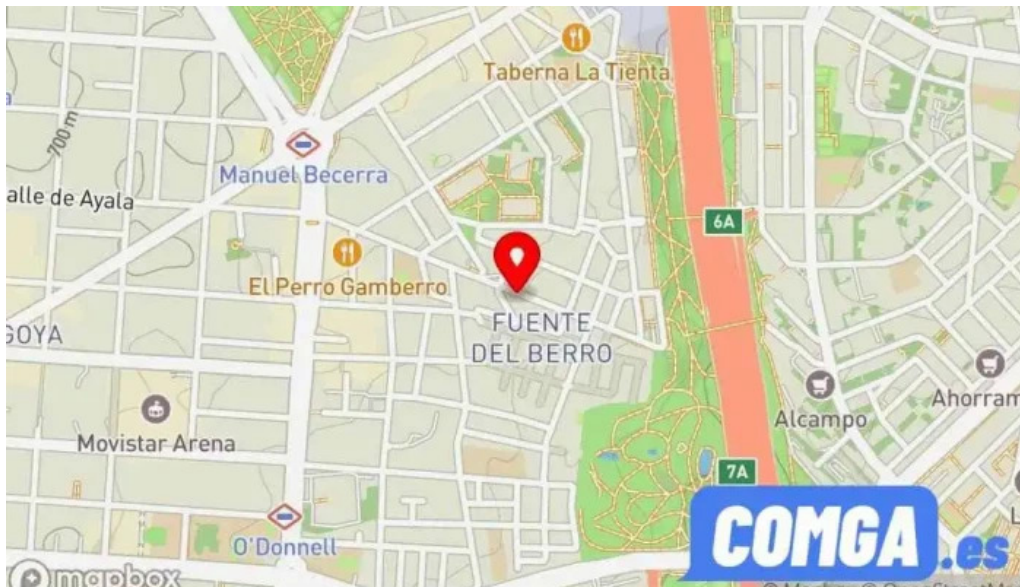 Taberna La Tienta
700 m
Manuel Becerra
alle de Ayala
6A
El Perro Gamberro
GOYA
FUENTE
DEL BERRO
Alcampo
Ahorram
Movistar Arena
7A
O'Donnell
COMGA.es
mapbox